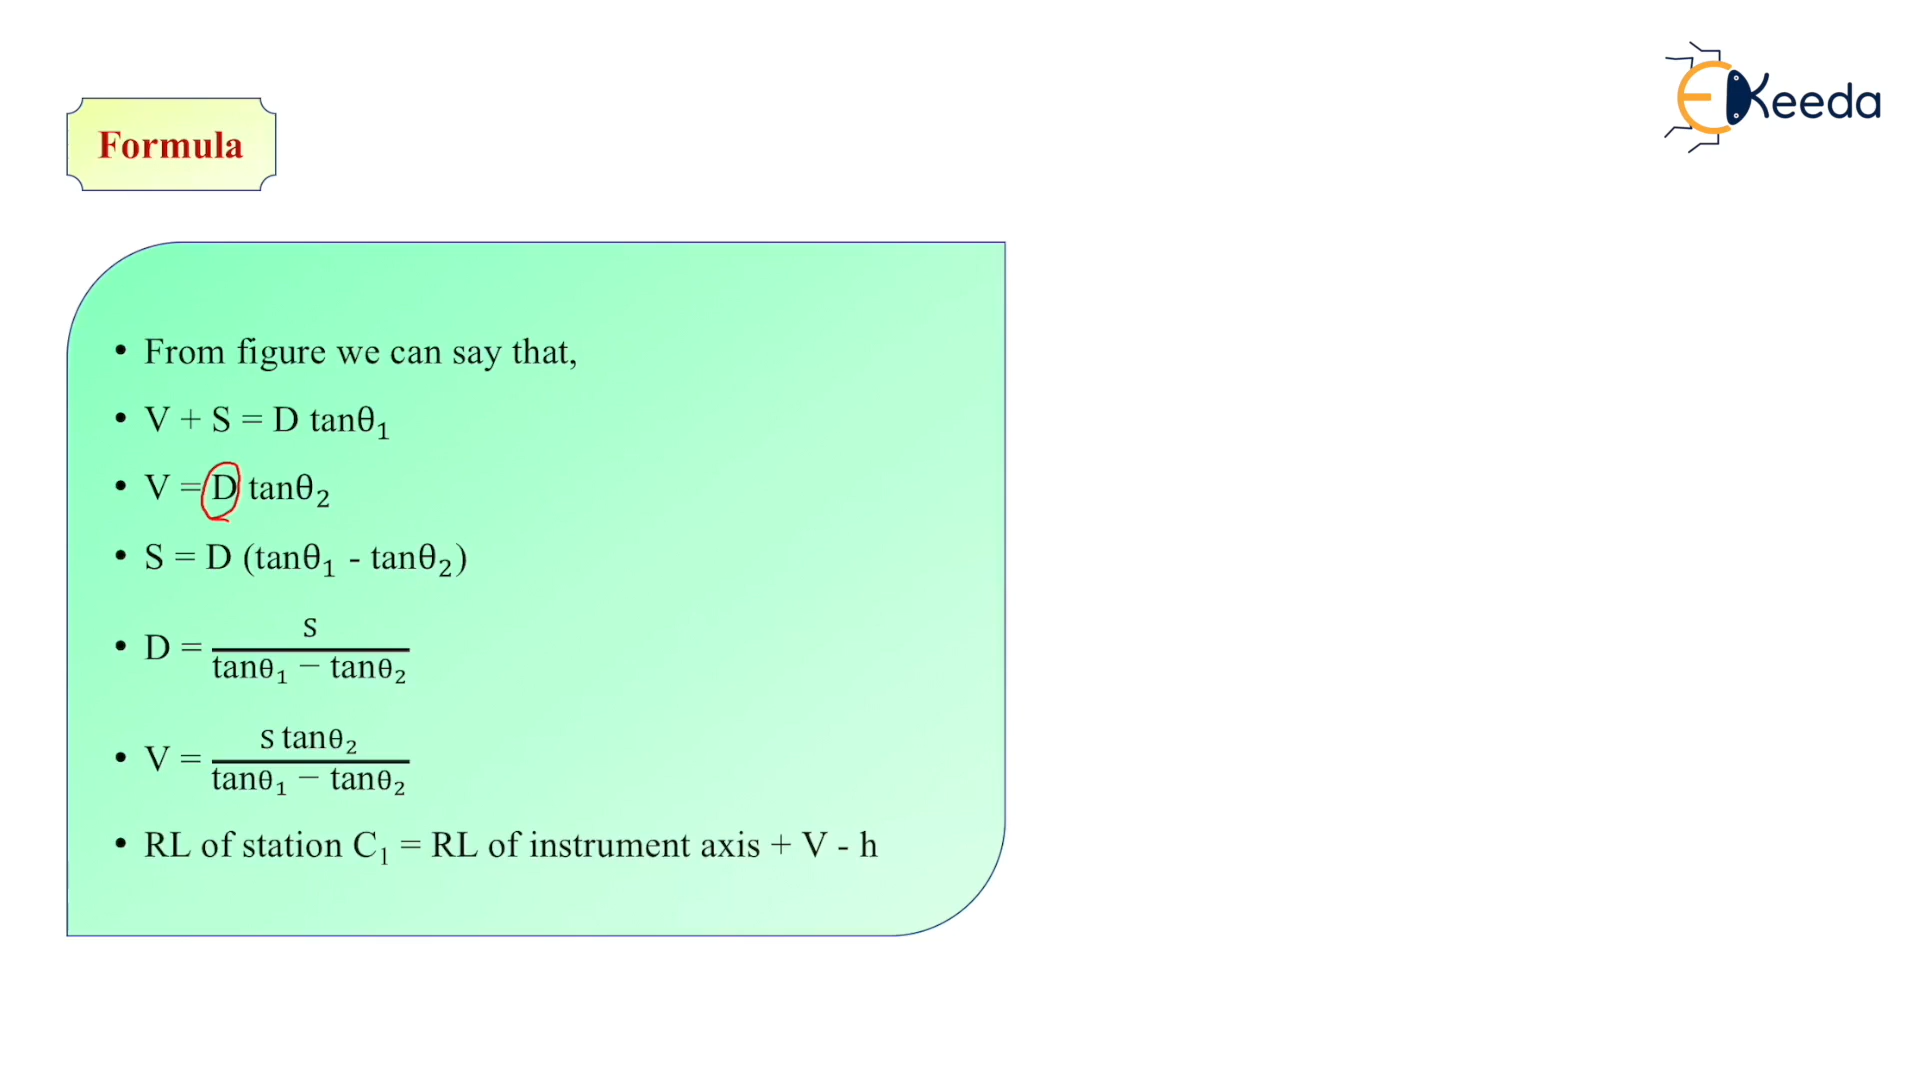 EKeeda
Formula
• From figure we can say that,
• V + S = D tanθ₁
• V = D tanθ₂
• S = D (tanθ₁ - tanθ₂)
• D = s / (tanθ₁ − tanθ₂)
• V = s tanθ₂ / (tanθ₁ − tanθ₂)
• RL of station C₁ = RL of instrument axis + V - h